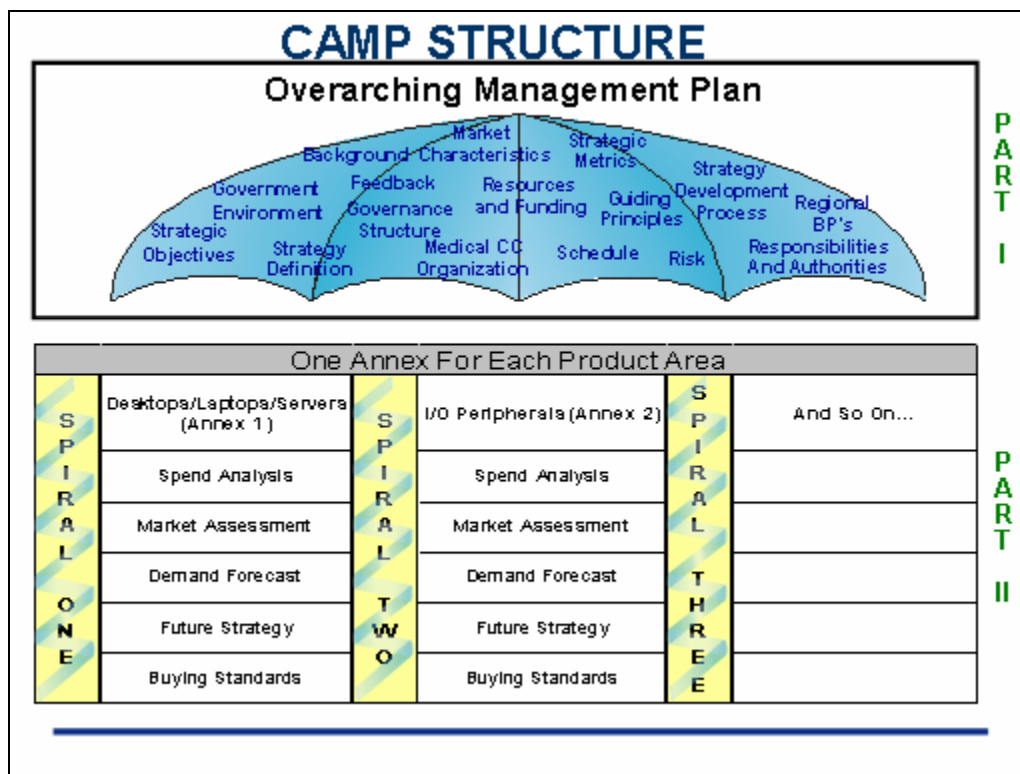 CAMP STRUCTURE
Overarching Management Plan
Market
Background Characteristics
Strategic
Metrics
Strategy
Development
Process
Government
Environment
Feedback
Governance
Structure
Resources
and Funding
Guiding
Principles
Regional
BP's
Strategic
Objectives
Strategy
Definition
Medical CC
Organization
Schedule
Risk
Responsibilities
And Authorities
PART I
One Annex For Each Product Area
SPIRAL ONE
Desktops/Laptops/Servers
(Annex 1)
Spend Analysis
Market Assessment
Demand Forecast
Future Strategy
Buying Standards
SPIRAL TWO
I/O Peripherals (Annex 2)
Spend Analysis
Market Assessment
Demand Forecast
Future Strategy
Buying Standards
SPIRAL THREE
And So On...
PART II